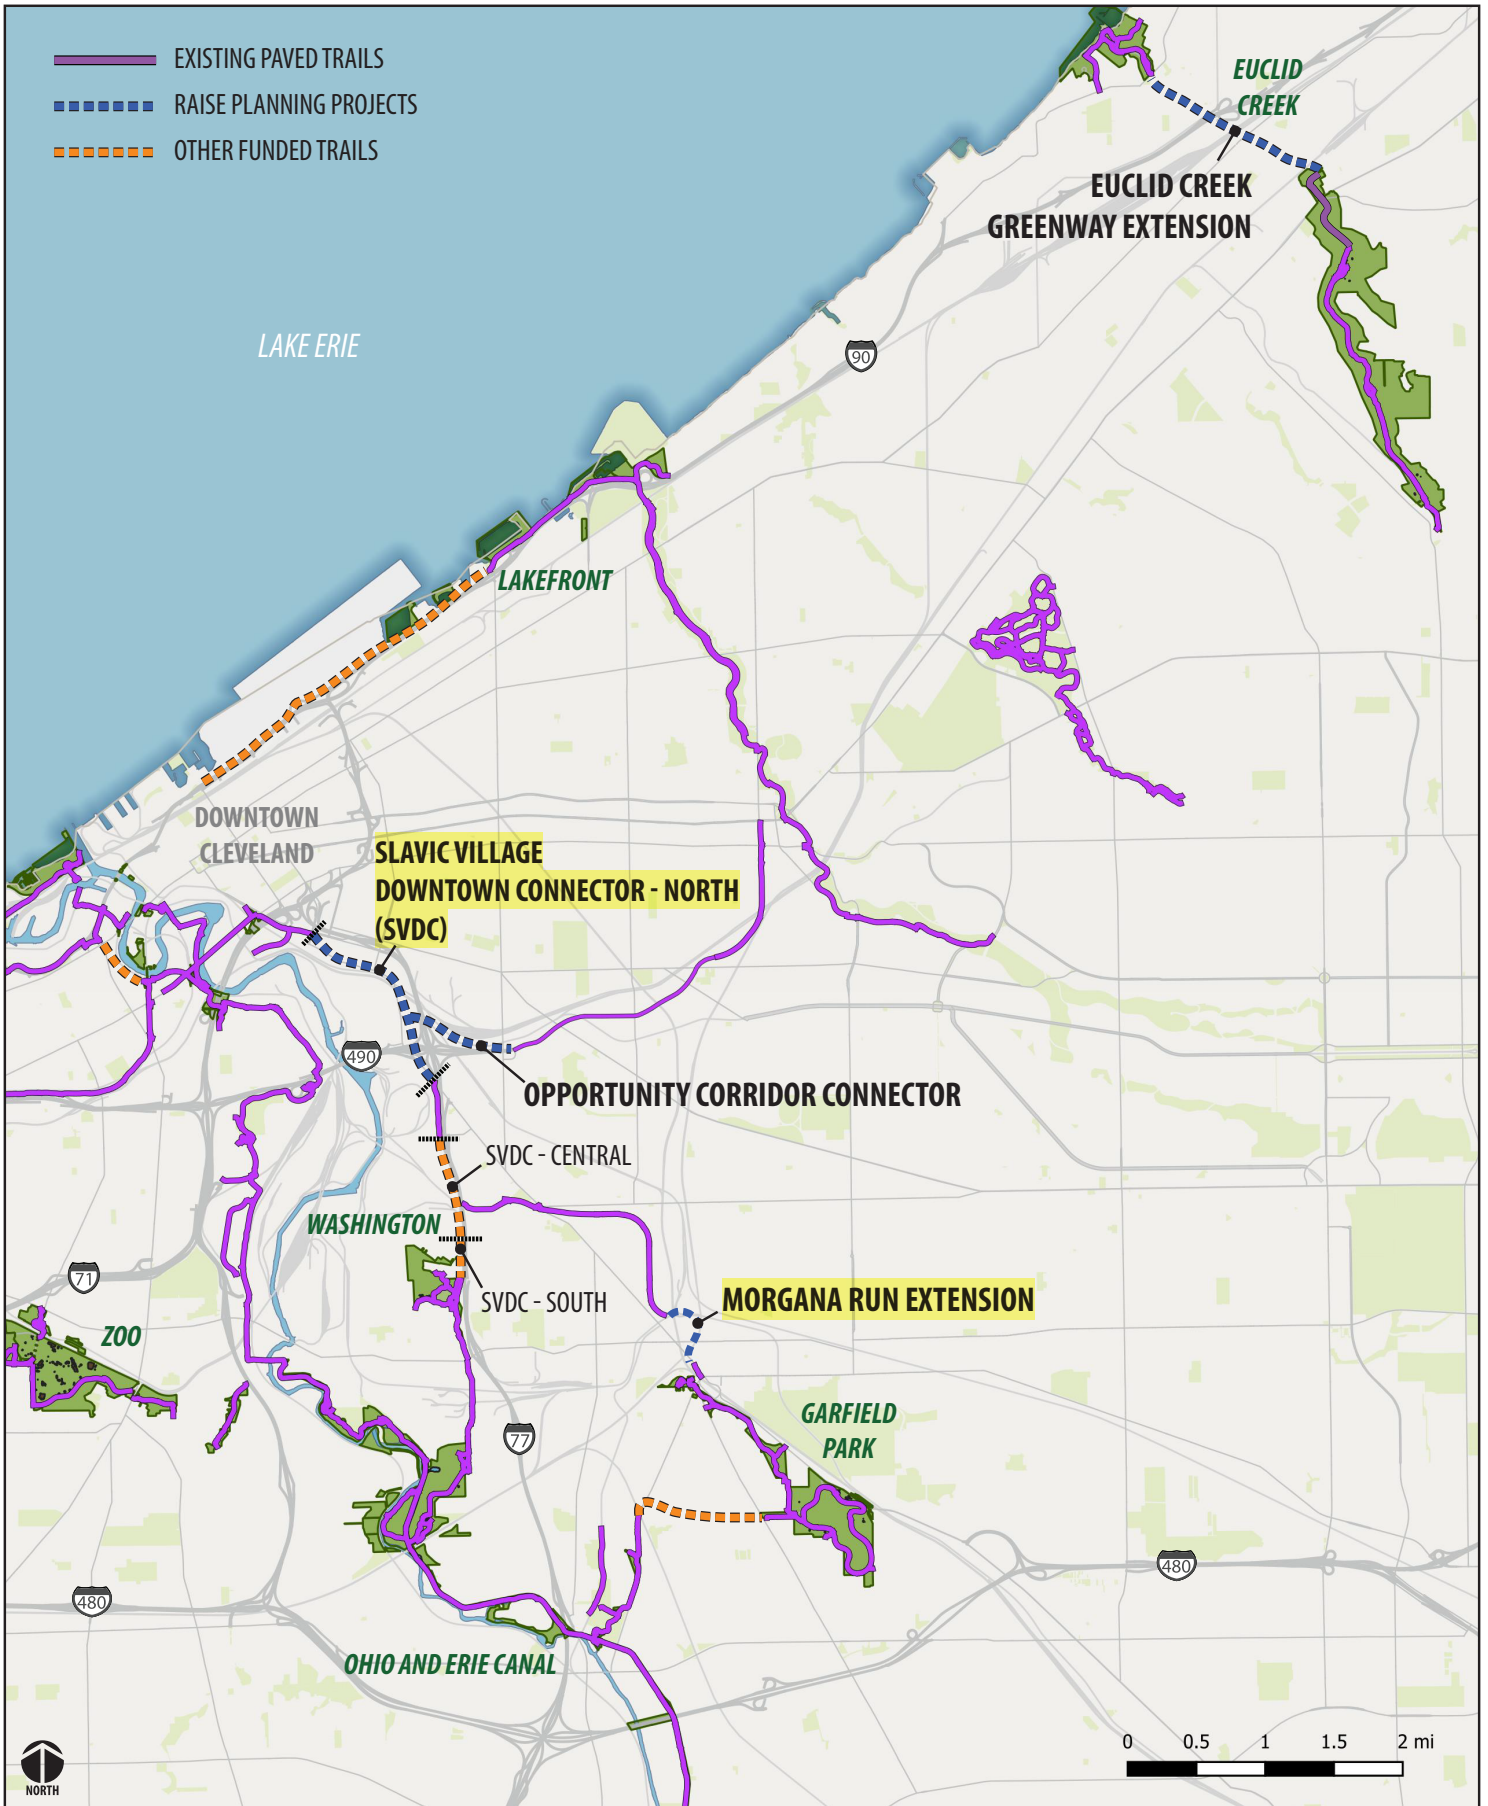 EXISTING PAVED TRAILS
RAISE PLANNING PROJECTS
OTHER FUNDED TRAILS
EUCLID
CREEK
EUCLID CREEK
GREENWAY EXTENSION
LAKE ERIE
90
LAKEFRONT
DOWNTOWN
CLEVELAND
SLAVIC VILLAGE
DOWNTOWN CONNECTOR - NORTH
(SVDC)
490
OPPORTUNITY CORRIDOR CONNECTOR
SVDC - CENTRAL
WASHINGTON
71
SVDC - SOUTH
MORGANA RUN EXTENSION
ZOO
GARFIELD
PARK
77
480
480
OHIO AND ERIE CANAL
0 0.5 1 1.5 2 mi
NORTH